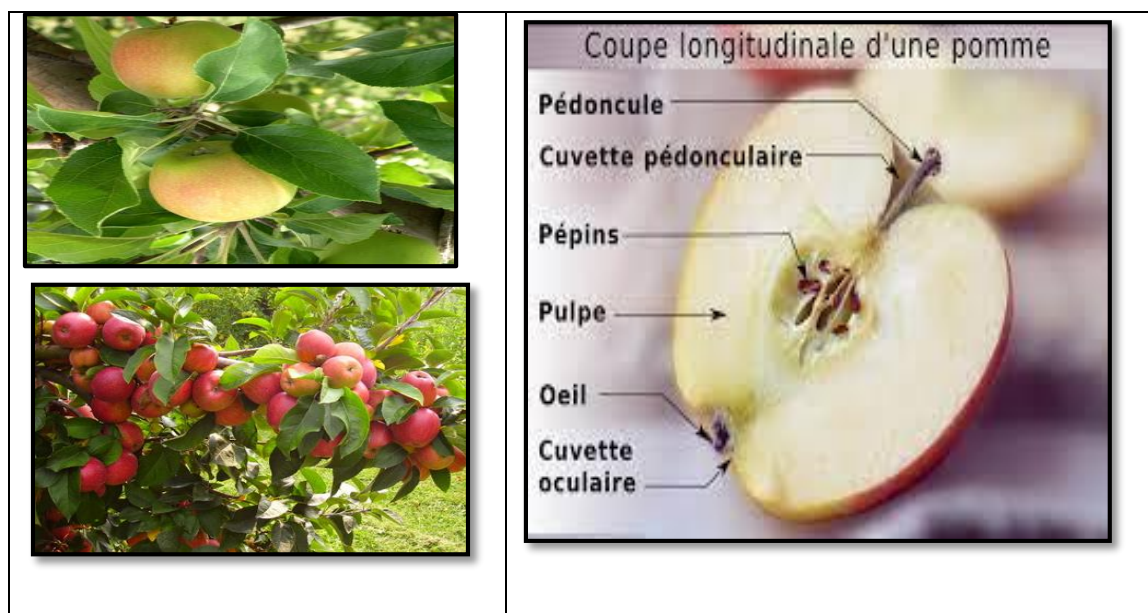 Coupe longitudinale d'une pomme
Pédoncule
Cuvette pédonculaire
Pépins
Pulpe
Oeil
Cuvette
oculaire